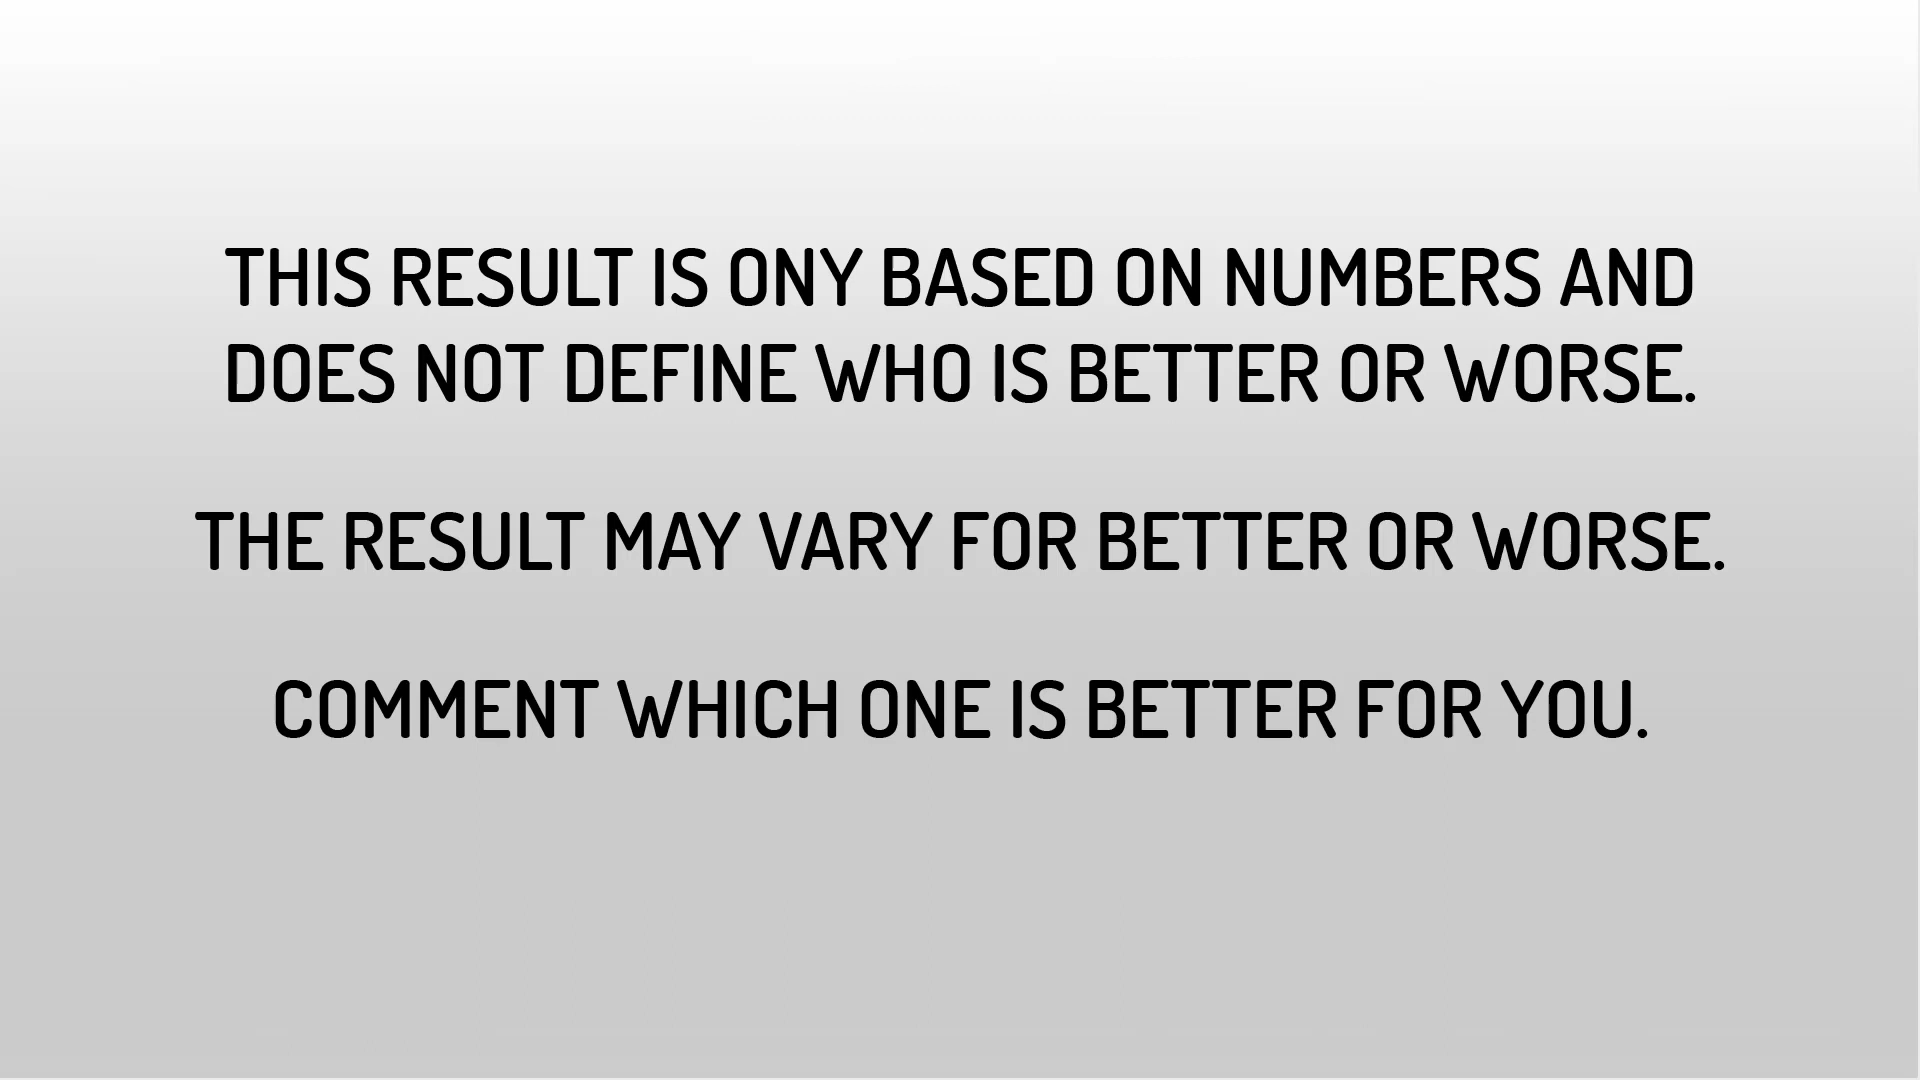 THIS RESULT IS ONY BASED ON NUMBERS AND
DOES NOT DEFINE WHO IS BETTER OR WORSE.
THE RESULT MAY VARY FOR BETTER OR WORSE.
COMMENT WHICH ONE IS BETTER FOR YOU.